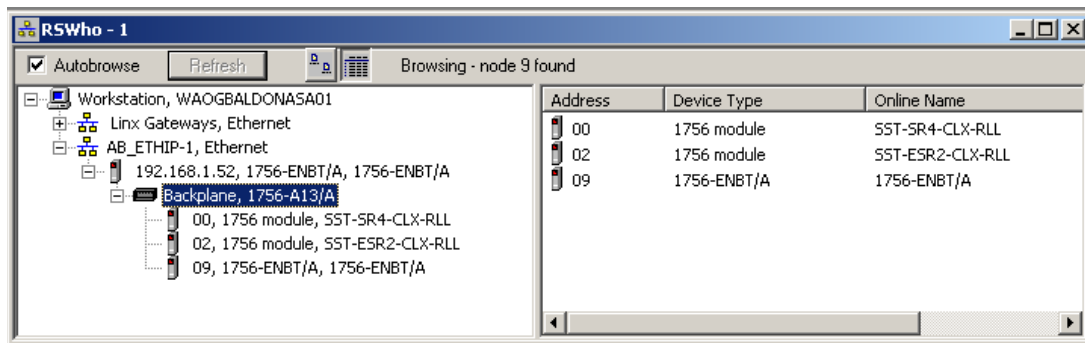 RSWho - 1
Autobrowse
Refresh
Browsing - node 9 found
Workstation, WAOGBALDONASA01
Linx Gateways, Ethernet
AB_ETHIP-1, Ethernet
192.168.1.52, 1756-ENBT/A, 1756-ENBT/A
Backplane, 1756-A13/A
00, 1756 module, SST-SR4-CLX-RLL
02, 1756 module, SST-ESR2-CLX-RLL
09, 1756-ENBT/A, 1756-ENBT/A
Address Device Type Online Name
00 1756 module SST-SR4-CLX-RLL
02 1756 module SST-ESR2-CLX-RLL
09 1756-ENBT/A 1756-ENBT/A